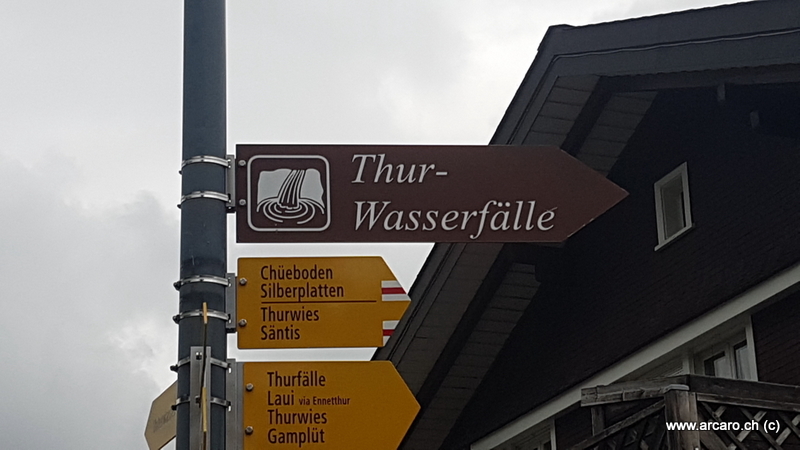 Thur-
Wasserfälle
Chüeboden
Silberplatten
Thurwies
Säntis
Thurfälle
Laui via Ennetthur
Thurwies
Gamplüt
www.arcaro.ch (c)